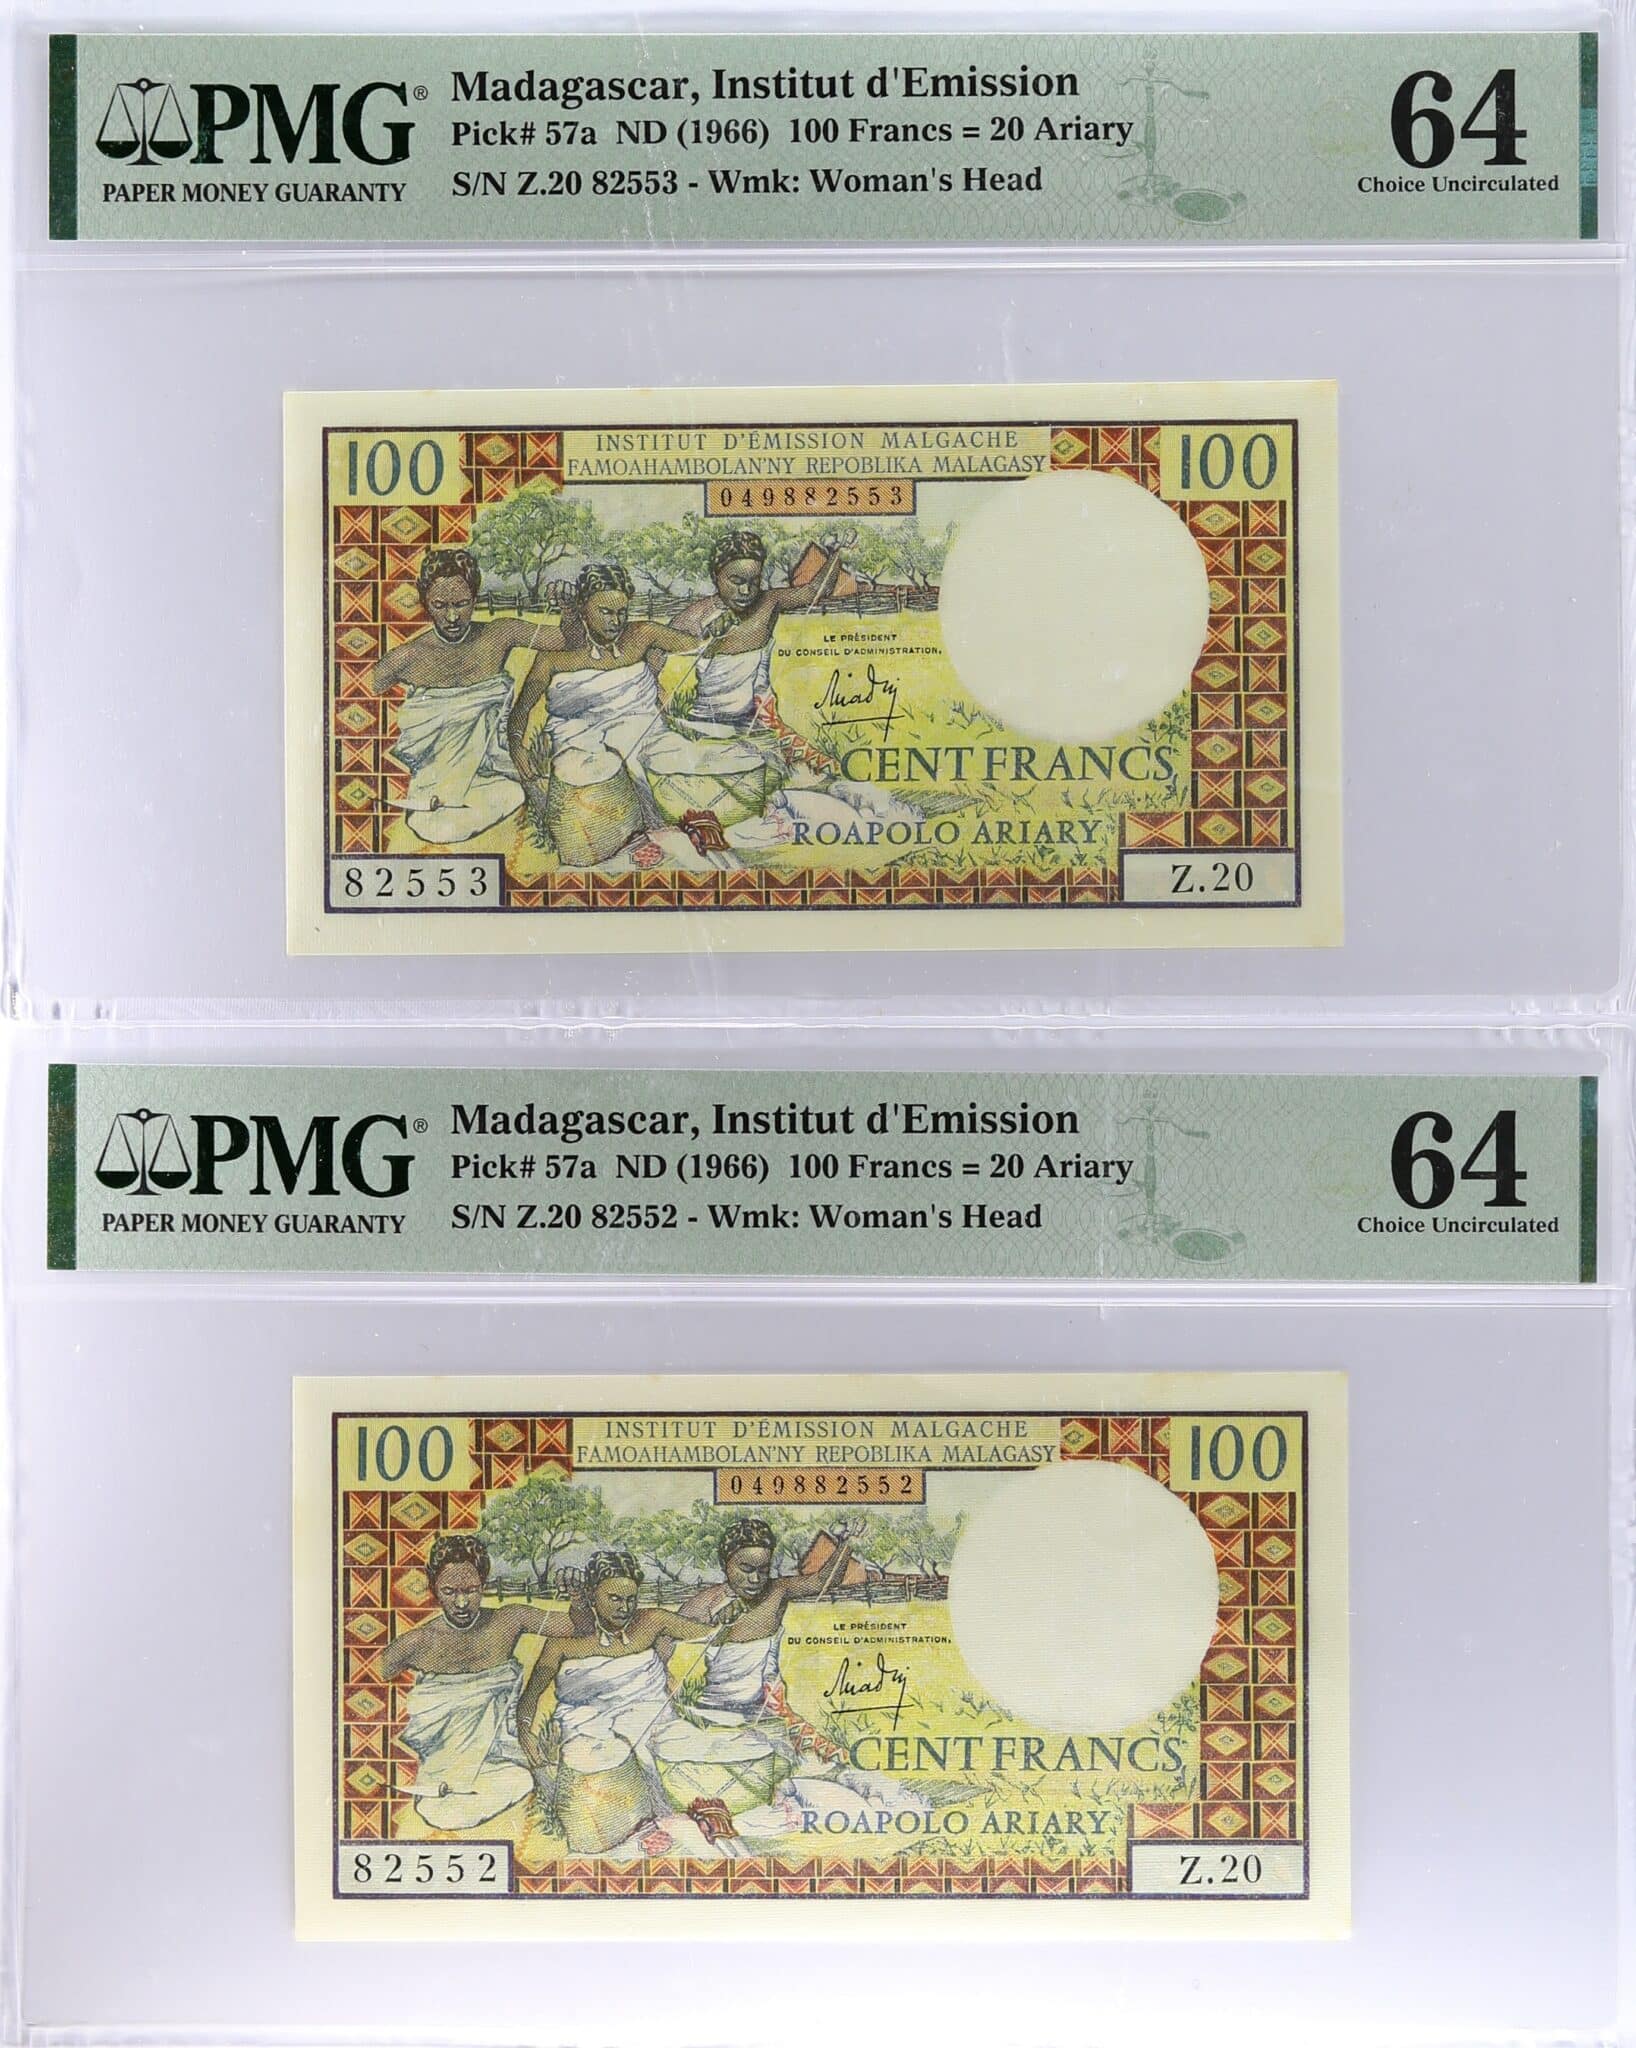 PMG®
PAPER MONEY GUARANTY
Madagascar, Institut d'Emission
Pick# 57a ND (1966) 100 Francs = 20 Ariary
S/N Z.20 82553 - Wmk: Woman's Head
64
Choice Uncirculated
100
INSTITUT D'ÉMISSION MALGACHE
FAMOAHAMBOLAN'NY REPOBLIKA MALAGASY
100
049882553
LE PRÉSIDENT
DU CONSEIL D'ADMINISTRATION,
CENT FRANCS
ROAPOLO ARIARY
82553
Z.20
PMG®
PAPER MONEY GUARANTY
Madagascar, Institut d'Emission
Pick# 57a ND (1966) 100 Francs = 20 Ariary
S/N Z.20 82552 - Wmk: Woman's Head
64
Choice Uncirculated
100
INSTITUT D'ÉMISSION MALGACHE
FAMOAHAMBOLAN'NY REPOBLIKA MALAGASY
100
049882552
LE PRÉSIDENT
DU CONSEIL D'ADMINISTRATION,
CENT FRANCS
ROAPOLO ARIARY
82552
Z.20